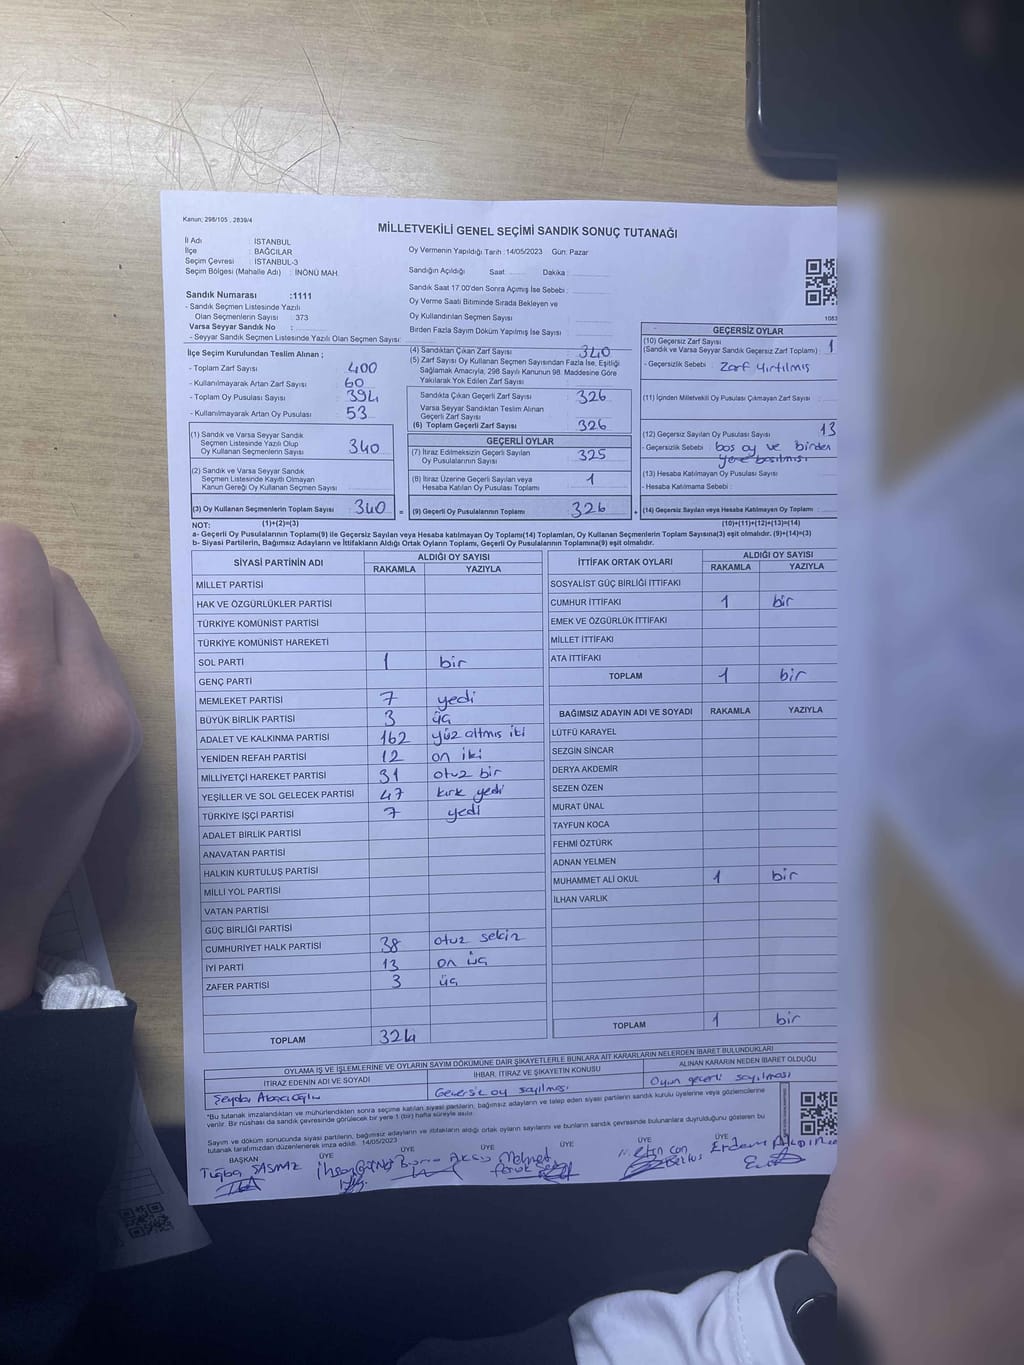 Kanun; 298/105 , 2839/4
MİLLETVEKİLİ GENEL SEÇİMİ SANDIK SONUÇ TUTANAĞI
İl Adı : İSTANBUL
İlçe : BAĞCILAR
Seçim Çevresi : İSTANBUL-3
Seçim Bölgesi (Mahalle Adı) : İNÖNÜ MAH.
Oy Vermenin Yapıldığı Tarih : 14/05/2023 Gün: Pazar
Sandığın Açıldığı Saat Dakika :
Sandık Saat 17.00'den Sonra Açımış İse Sebebi :
Oy Verme Saati Bitiminde Sırada Bekleyen ve
Oy Kullandırılan Seçmen Sayısı :
Birden Fazla Sayım Döküm Yapılmış İse Sayısı :
Sandık Numarası :1111
- Sandık Seçmen Listesinde Yazılı
Olan Seçmenlerin Sayısı : 373
Varsa Seyyar Sandık No :
- Seyyar Sandık Seçmen Listesinde Yazılı Olan Seçmen Sayısı:
İlçe Seçim Kurulundan Teslim Alınan ;
- Toplam Zarf Sayısı : 400
- Kullanılmayarak Artan Zarf Sayısı : 60
- Toplam Oy Pusulası Sayısı : 394
- Kullanılmayarak Artan Oy Pusulası : 53
(1) Sandık ve Varsa Seyyar Sandık
Seçmen Listesinde Yazılı Olup
Oy Kullanan Seçmenlerin Sayısı : 340
(2) Sandık ve Varsa Seyyar Sandık
Seçmen Listesinde Kaydı Olmayan
Kanun Gereği Oy Kullanan Seçmen Sayısı :
(3) Oy Kullanan Seçmenlerin Toplam Sayısı : 340 =
(4) Sandıktan Çıkan Zarf Sayısı : 340
(5) Zarf Sayısı Oy Kullanan Seçmen Sayısından Fazla İse, Eşitliği
Sağlamak Amacıyla, 298 Sayılı Kanunun 98. Maddesine Göre
Yakılarak Yok Edilen Zarf Sayısı :
Sandıkta Çıkan Geçerli Zarf Sayısı : 326
Varsa Seyyar Sandıktan Teslim Alınan
Geçerli Zarf Sayısı :
(6) Toplam Geçerli Zarf Sayısı : 326
GEÇERLİ OYLAR
(7) İtiraz Edilmeksizin Geçerli Sayılan
Oy Pusulalarının Sayısı : 325
(8) İtiraz Üzerine Geçerli Sayılan veya
Hesaba Katılan Oy Pusulası Toplamı : 1
(9) Geçerli Oy Pusulalarının Toplamı : 326 +
GEÇERSİZ OYLAR
(10) Geçersiz Zarf Sayısı
(Sandık ve Varsa Seyyar Sandık Geçersiz Zarf Toplamı) : 1
- Geçersizlik Sebebi : Zarf yırtılmış
(11) İçinden Milletvekili Oy Pusulası Çıkmayan Zarf Sayısı :
(12) Geçersiz Sayılan Oy Pusulası Sayısı : 13
- Geçersizlik Sebebi : boş oy ve birden
yere basılmış
(13) Hesaba Katılmayan Oy Pusulası Sayısı :
- Hesaba Katılmama Sebebi :
(14) Geçersiz Sayılan veya Hesaba Katılmayan Oy Toplamı :
NOT: (1)+(2)=(3) (10)+(11)+(12)+(13)=(14)
a- Geçerli Oy Pusulalarının Toplamı(9) ile Geçersiz Sayılan veya Hesaba katılmayan Oy Toplamı(14) Toplamları, Oy Kullanan Seçmenlerin Toplam Sayısına(3) eşit olmalıdır. (9)+(14)=(3)
b- Siyasi Partilerin, Bağımsız Adayların ve İttifakların Aldığı Ortak Oyların Toplamı, Geçerli Oy Pusulalarının Toplamına(9) eşit olmalıdır.
SİYASİ PARTİNİN ADI ALDIĞI OY SAYISI
RAKAMLA YAZIYLA
MİLLET PARTİSİ
HAK VE ÖZGÜRLÜKLER PARTİSİ
TÜRKİYE KOMÜNİST PARTİSİ
TÜRKİYE KOMÜNİST HAREKETİ
SOL PARTİ 1 bir
GENÇ PARTİ
MEMLEKET PARTİSİ 7 yedi
BÜYÜK BİRLİK PARTİSİ 3 üç
ADALET VE KALKINMA PARTİSİ 162 yüz altmış iki
YENİDEN REFAH PARTİSİ 12 on iki
MİLLİYETÇİ HAREKET PARTİSİ 31 otuz bir
YEŞİLLER VE SOL GELECEK PARTİSİ 47 kırk yedi
TÜRKİYE İŞÇİ PARTİSİ 7 yedi
ADALET BİRLİK PARTİSİ
ANAVATAN PARTİSİ
HALKIN KURTULUŞ PARTİSİ
MİLLİ YOL PARTİSİ
VATAN PARTİSİ
GÜÇ BİRLİĞİ PARTİSİ
CUMHURİYET HALK PARTİSİ 38 otuz sekiz
İYİ PARTİ 13 on üç
ZAFER PARTİSİ 3 üç
TOPLAM 324
İTTİFAK ORTAK OYLARI ALDIĞI OY SAYISI
RAKAMLA YAZIYLA
SOSYALİST GÜÇ BİRLİĞİ İTTİFAKI
CUMHUR İTTİFAKI 1 bir
EMEK VE ÖZGÜRLÜK İTTİFAKI
MİLLET İTTİFAKI
ATA İTTİFAKI
TOPLAM 1 bir
BAĞIMSIZ ADAYIN ADI VE SOYADI RAKAMLA YAZIYLA
LÜTFÜ KARAYEL
SEZGİN SİNCAR
DERYA AKDEMİR
SEZEN ÖZEN
MURAT ÜNAL
TAYFUN KOCA
FEHMİ ÖZTÜRK
ADNAN YELMEN
MUHAMMET ALİ OKUL 1 bir
İLHAN VARLIK
TOPLAM 1 bir
OYLAMA İŞ VE İŞLEMLERİNE VE OYLARIN SAYIM DÖKÜMÜNE DAİR ŞİKAYETLERLE BUNLARA AİT KARARLARIN NELERDEN İBARET BULUNDUKLARI
İTİRAZ EDENİN ADI VE SOYADI İHBAR, İTİRAZ VE ŞİKAYETİN KONUSU ALINAN KARARIN NEDEN İBARET OLDUĞU
Geçersiz oy sayılması Oyun geçerli sayılması
*Bu tutanak imzalandıktan ve mühürlendikten sonra seçime katılan siyasi partilerin, bağımsız adayların ve talep eden siyasi partilerin sandık kurulu üyelerine veya gözlemcilerine
verilir. Bir nüshası da sandık çevresinde görülecek bir yere 1 (bir) hafta süreyle asılır.
Sayım ve döküm sonucunda siyasi partilerin, bağımsız adayların ve ittifakların aldığı ortak oyların sayılarını ve bunların sandık çevresinde bulunanlara duyrulduğunu gösteren bu
tutanak tarafımızdan düzenlenerek imza edildi. 14/05/2023
BAŞKAN ÜYE ÜYE ÜYE ÜYE ÜYE ÜYE
Tuğba